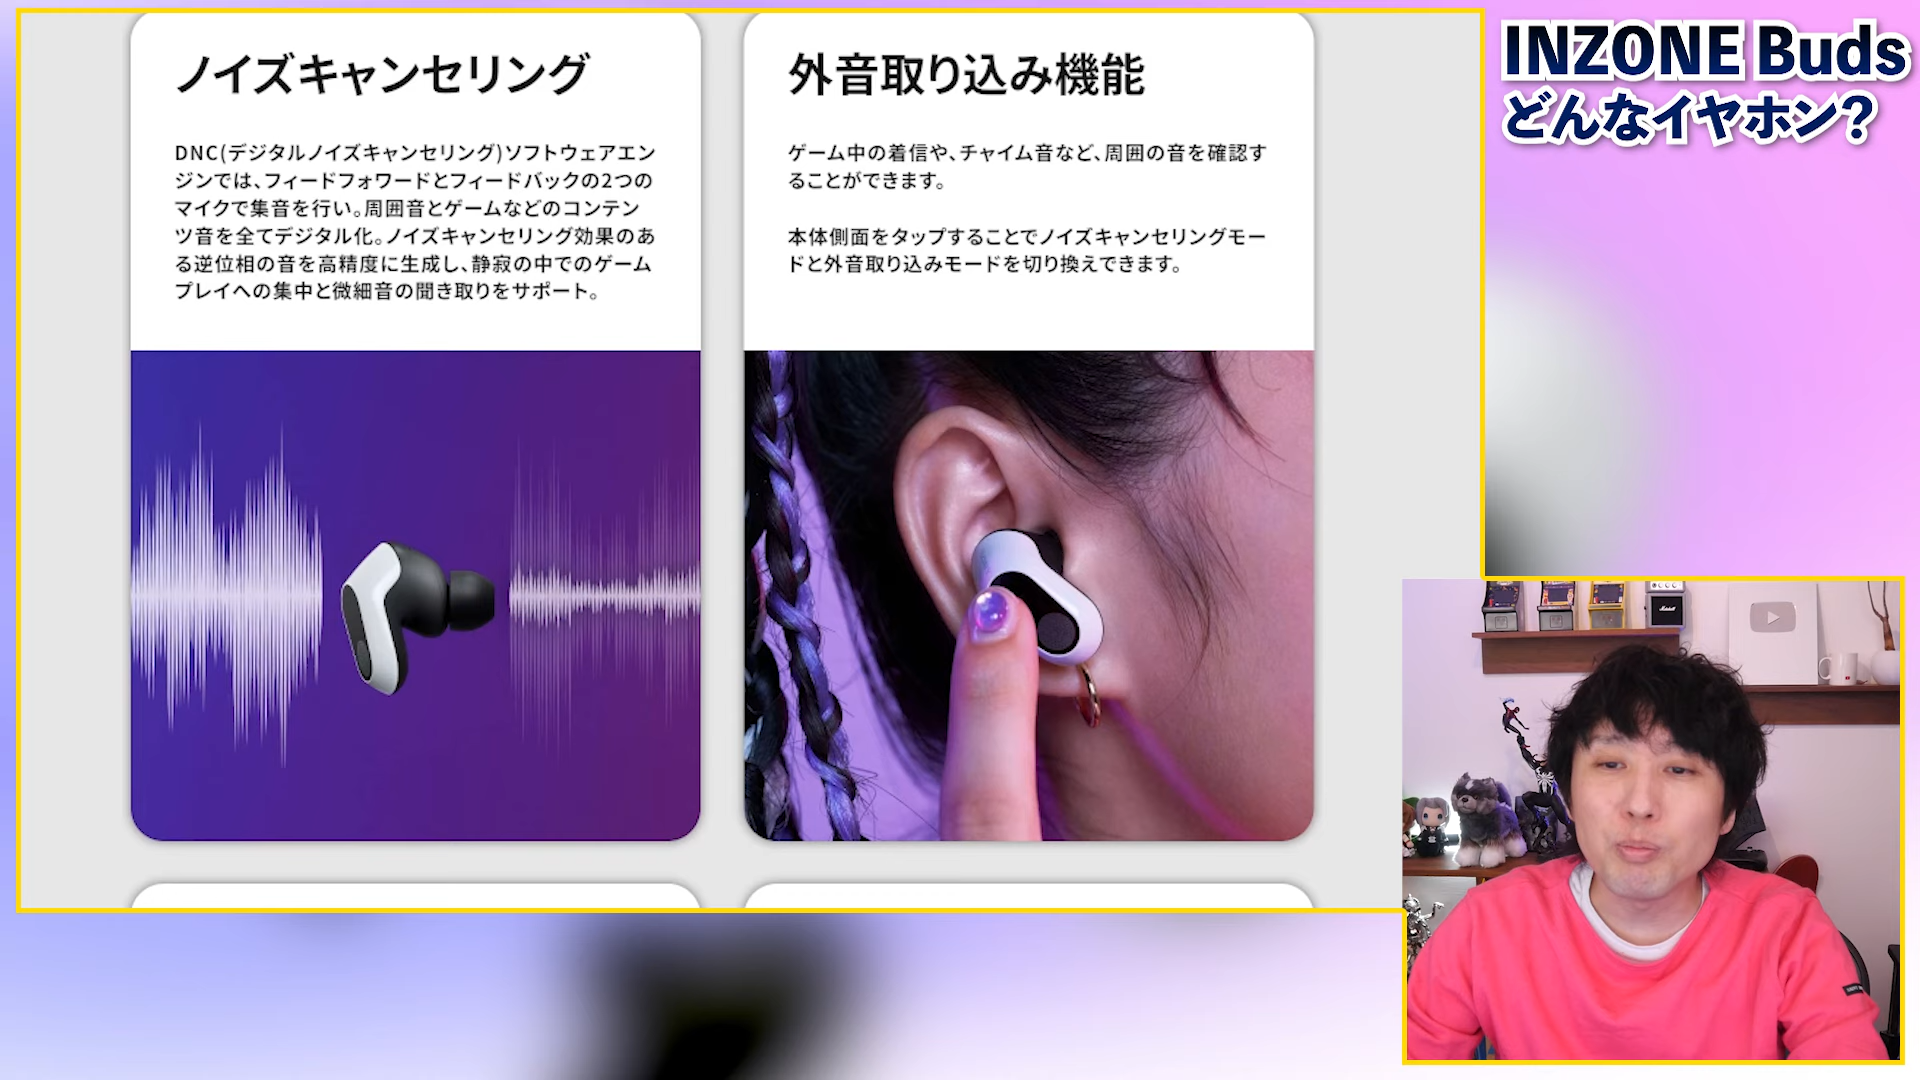 ノイズキャンセリング
DNC(デジタルノイズキャンセリング)ソフトウェアエン
ジンでは、フィードフォワードとフィードバックの2つの
マイクで集音を行い。周囲音とゲームなどのコンテン
ツ音を全てデジタル化。ノイズキャンセリング効果のあ
る逆位相の音を高精度に生成し、静寂の中でのゲーム
プレイへの集中と微細音の聞き取りをサポート。
外音取り込み機能
ゲーム中の着信や、チャイム音など、周囲の音を確認す
ることができます。
本体側面をタップすることでノイズキャンセリングモー
ドと外音取り込みモードを切り換えできます。
INZONE Buds
どんなイヤホン?
Marshall